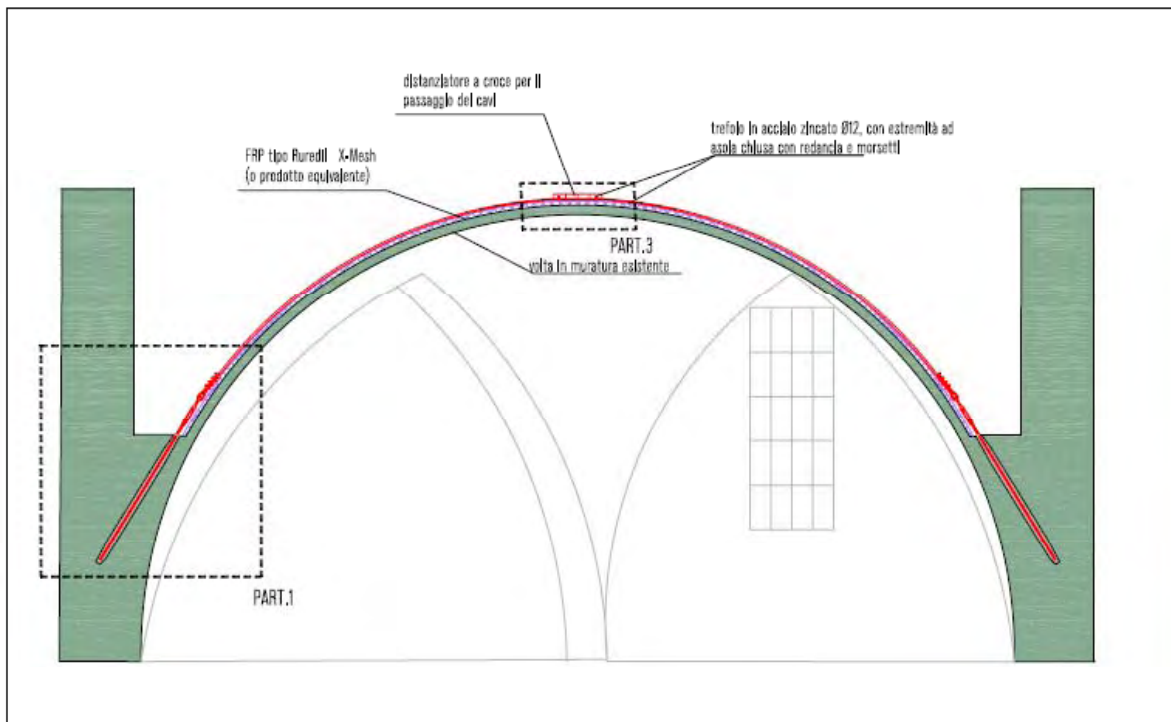 distanziatore a croce per il
passaggio dei cavi
trefolo in acciaio zincato Ø12, con estremità ad
asola chiusa con redancia e morsetti
FRP tipo Ruredil X-Mesh
(o prodotto equivalente)
PART.3
volta in muratura esistente
PART.1